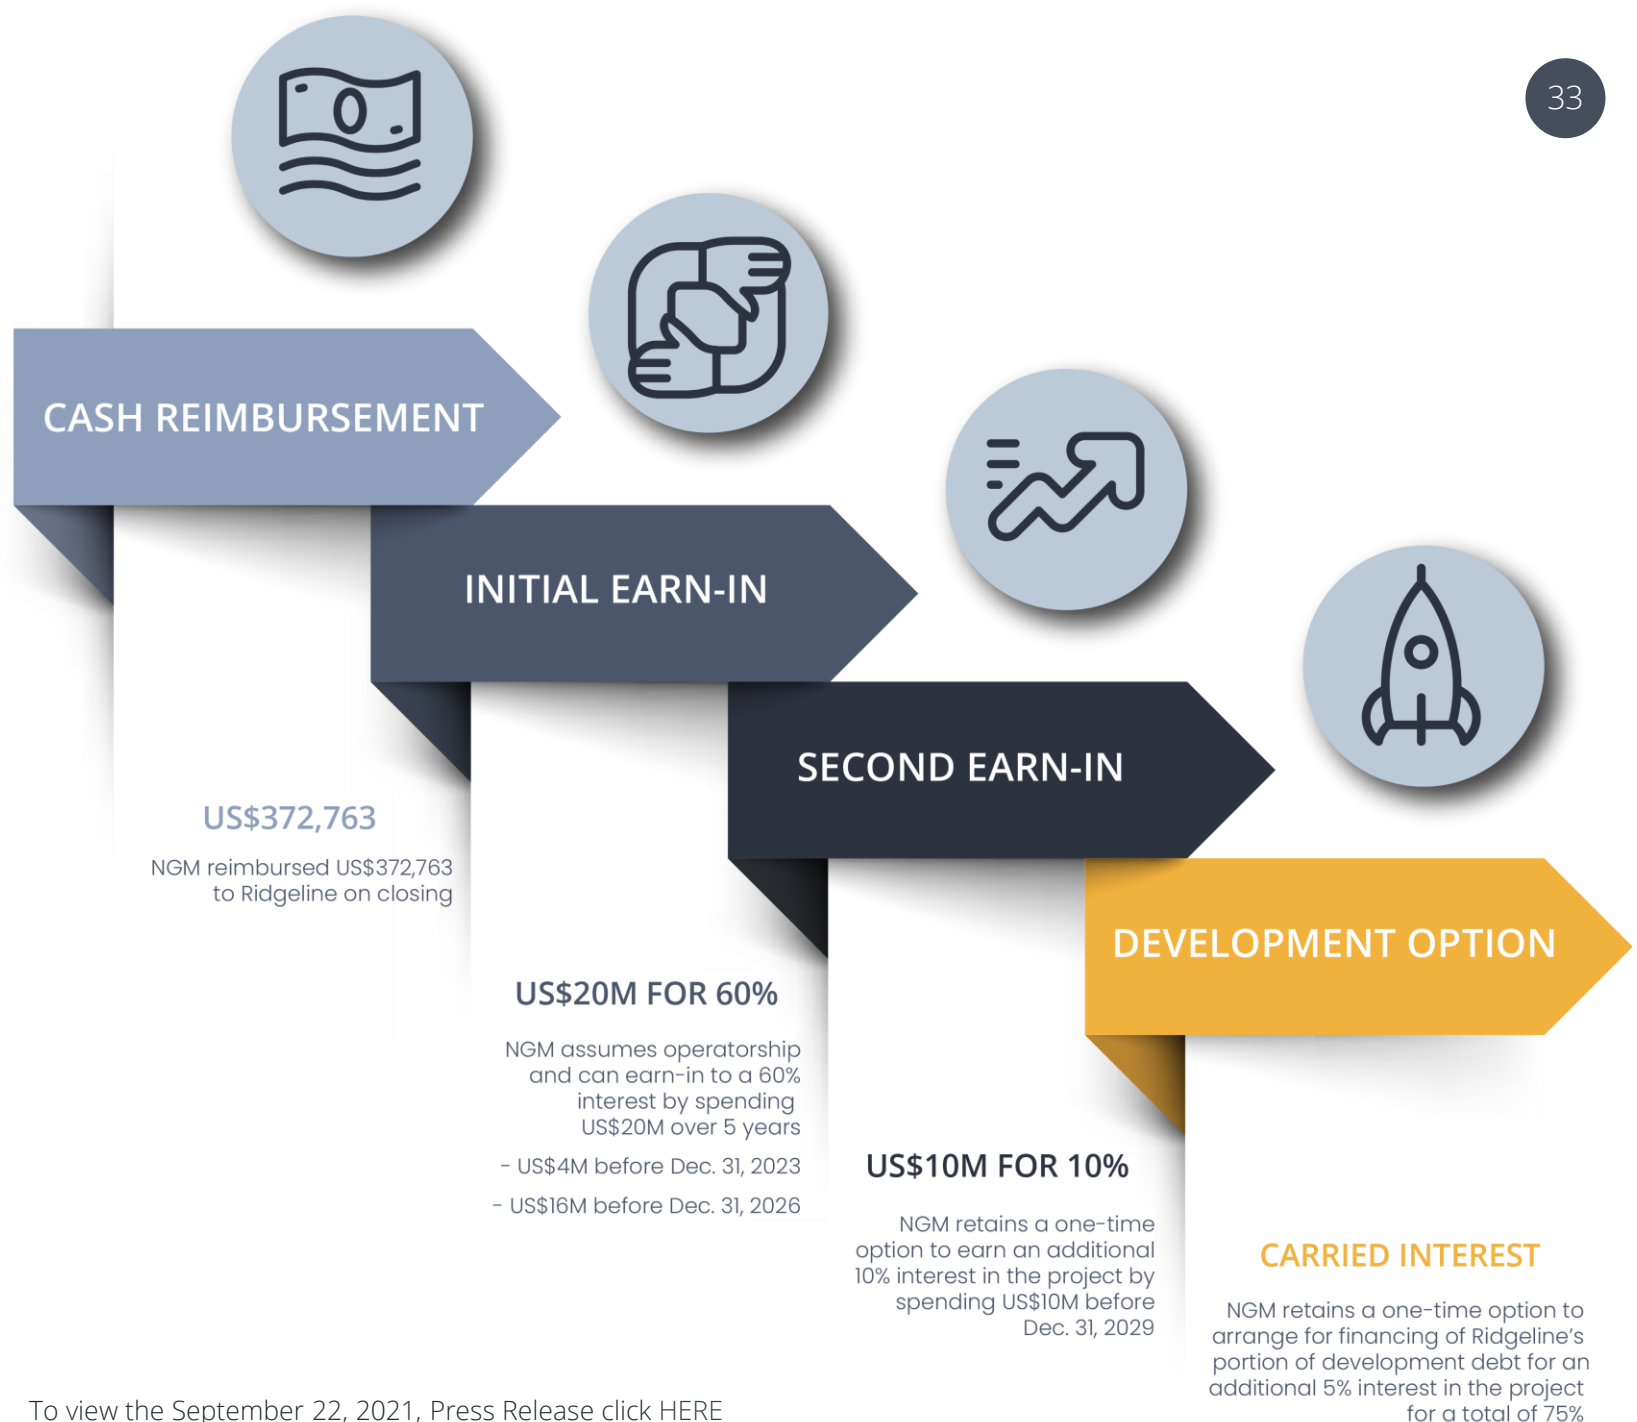 33
CASH REIMBURSEMENT
US$372,763
NGM reimbursed US$372,763
to Ridgeline on closing
INITIAL EARN-IN
US$20M FOR 60%
NGM assumes operatorship
and can earn-in to a 60%
interest by spending
US$20M over 5 years
- US$4M before Dec. 31, 2023
- US$16M before Dec. 31, 2026
SECOND EARN-IN
US$10M FOR 10%
NGM retains a one-time
option to earn an additional
10% interest in the project by
spending US$10M before
Dec. 31, 2029
DEVELOPMENT OPTION
CARRIED INTEREST
NGM retains a one-time option to
arrange for financing of Ridgeline’s
portion of development debt for an
additional 5% interest in the project
for a total of 75%
To view the September 22, 2021, Press Release click HERE